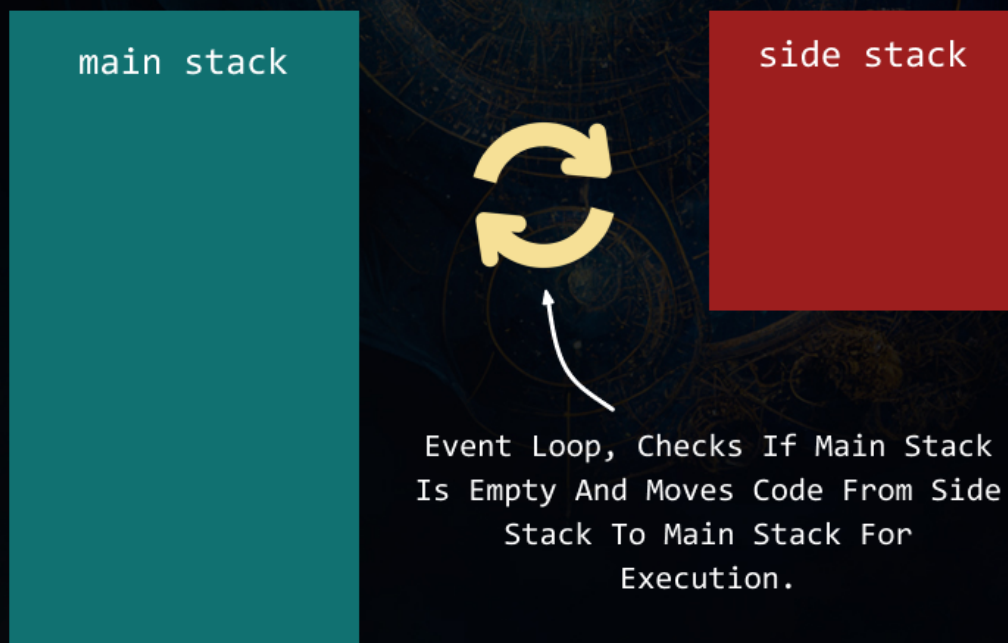 main stack
side stack
Event Loop, Checks If Main Stack
Is Empty And Moves Code From Side
Stack To Main Stack For
Execution.